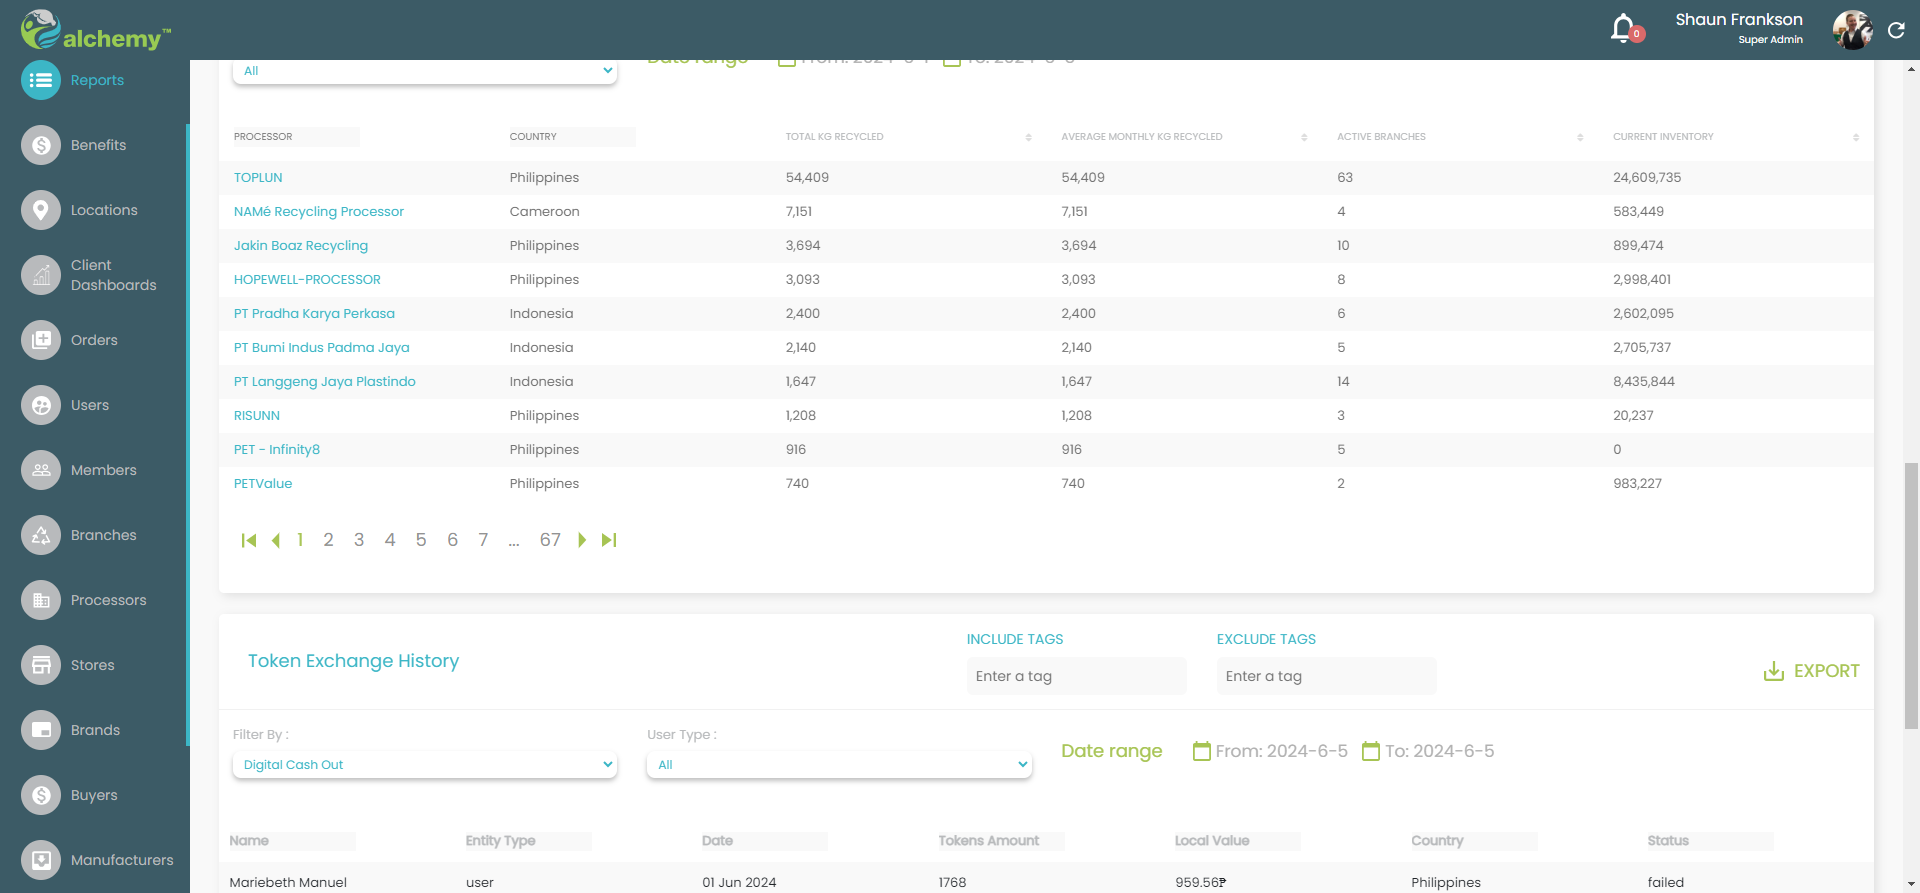 alchemy™
0
Shaun Frankson
Super Admin
Reports
Benefits
Locations
Client
Dashboards
Orders
Users
Members
Branches
Processors
Stores
Brands
Buyers
Manufacturers
All
Date range
From: 2024-6-1
To: 2024-6-5
PROCESSOR COUNTRY TOTAL KG RECYCLED AVERAGE MONTHLY KG RECYCLED ACTIVE BRANCHES CURRENT INVENTORY
TOPLUN Philippines 54,409 54,409 63 24,609,735
NAMé Recycling Processor Cameroon 7,151 7,151 4 583,449
Jakin Boaz Recycling Philippines 3,694 3,694 10 899,474
HOPEWELL-PROCESSOR Philippines 3,093 3,093 8 2,998,401
PT Pradha Karya Perkasa Indonesia 2,400 2,400 6 2,602,095
PT Bumi Indus Padma Jaya Indonesia 2,140 2,140 5 2,705,737
PT Langgeng Jaya Plastindo Indonesia 1,647 1,647 14 8,435,844
RISUNN Philippines 1,208 1,208 3 20,237
PET - Infinity8 Philippines 916 916 5 0
PETValue Philippines 740 740 2 983,227
1 2 3 4 5 6 7 ... 67
Token Exchange History
INCLUDE TAGS
Enter a tag
EXCLUDE TAGS
Enter a tag
EXPORT
Filter By :
Digital Cash Out
User Type :
All
Date range From: 2024-6-5 To: 2024-6-5
Name Entity Type Date Tokens Amount Local Value Country Status
Mariebeth Manuel user 01 Jun 2024 1768 959.56₱ Philippines failed